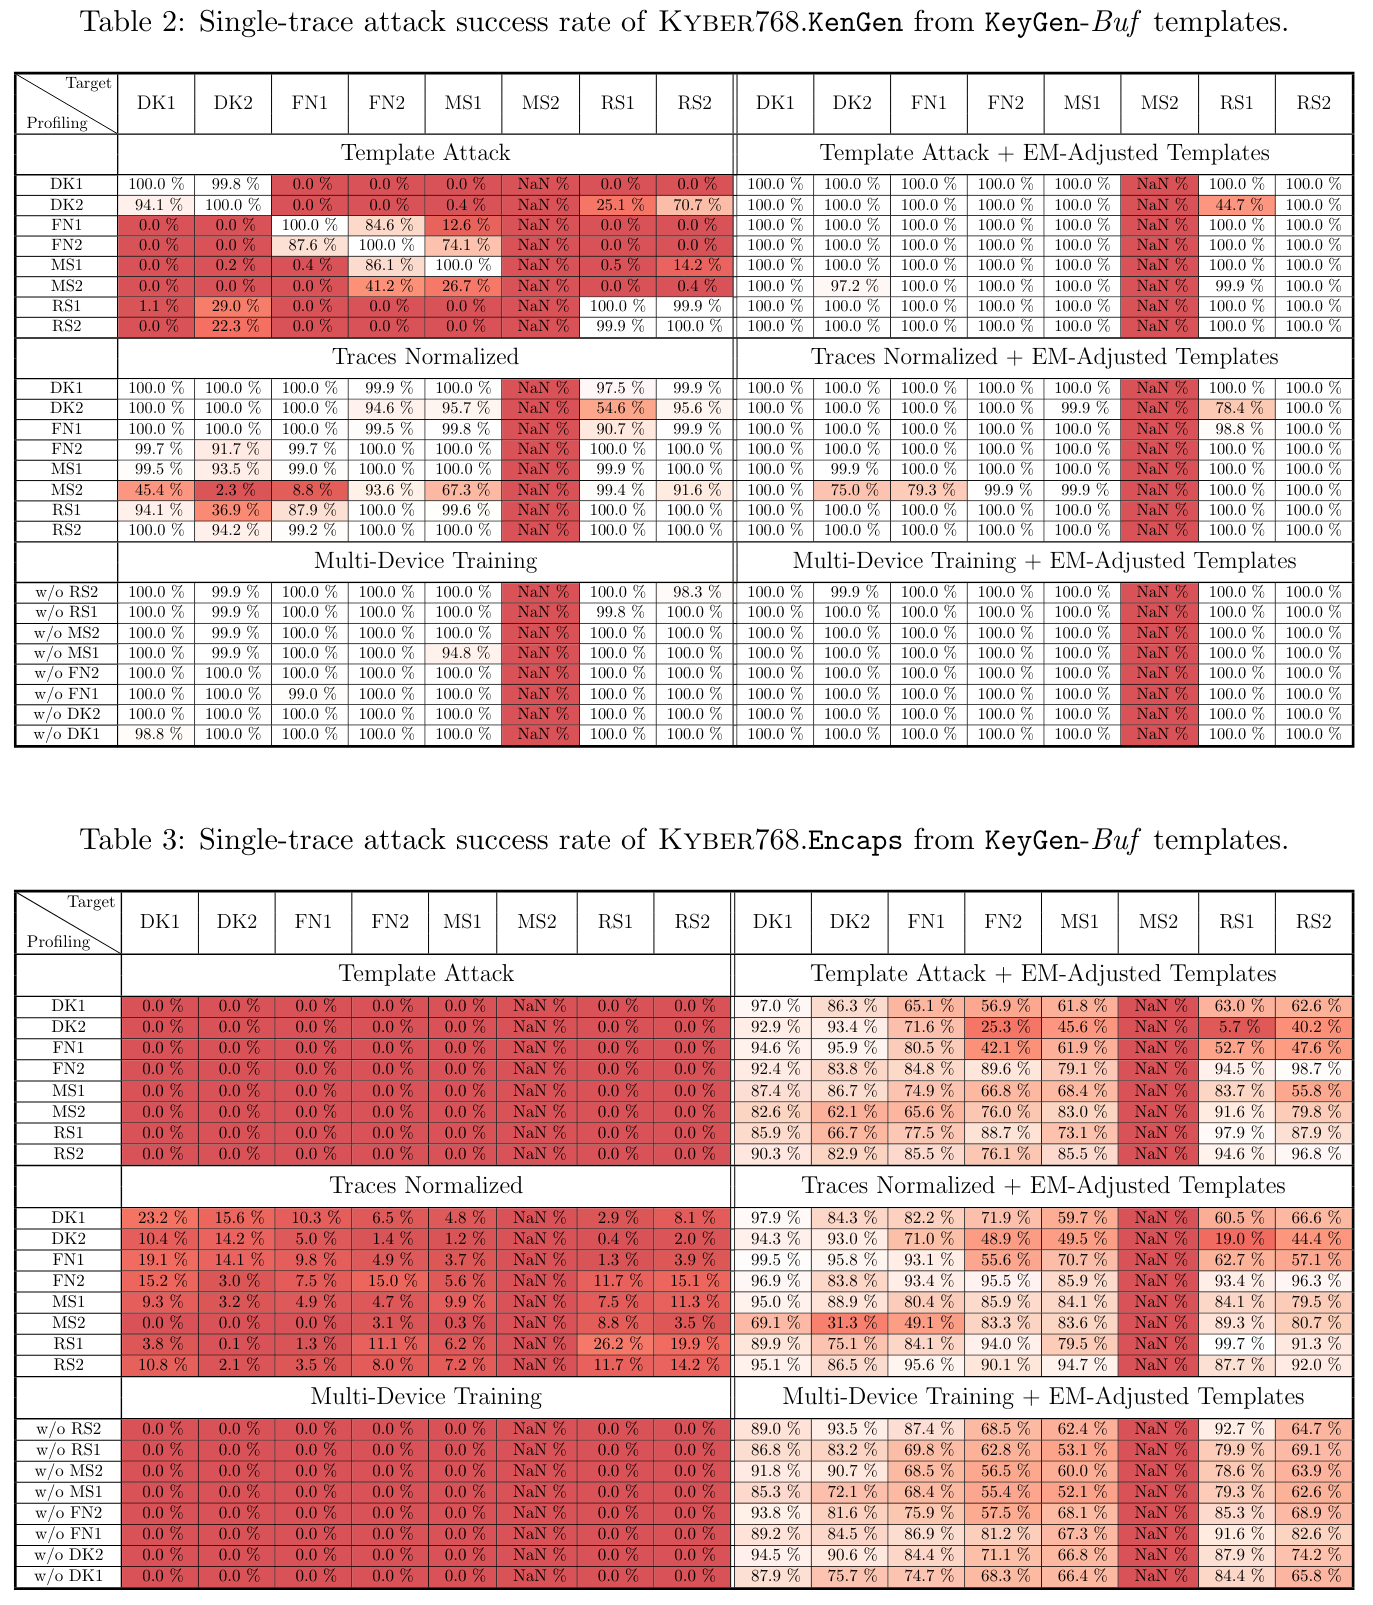 Table 2: Single-trace attack success rate of KYBER768.KenGen from KeyGen-Buf templates.
Target
Profiling
DK1 DK2 FN1 FN2 MS1 MS2 RS1 RS2 DK1 DK2 FN1 FN2 MS1 MS2 RS1 RS2
Template Attack Template Attack + EM-Adjusted Templates
DK1 100.0 % 99.8 % 0.0 % 0.0 % 0.0 % NaN % 0.0 % 0.0 % 100.0 % 100.0 % 100.0 % 100.0 % 100.0 % NaN % 100.0 % 100.0 %
DK2 94.1 % 100.0 % 0.0 % 0.0 % 0.4 % NaN % 25.1 % 70.7 % 100.0 % 100.0 % 100.0 % 100.0 % 100.0 % NaN % 44.7 % 100.0 %
FN1 0.0 % 0.0 % 100.0 % 84.6 % 12.6 % NaN % 0.0 % 0.0 % 100.0 % 100.0 % 100.0 % 100.0 % 100.0 % NaN % 100.0 % 100.0 %
FN2 0.0 % 0.0 % 87.6 % 100.0 % 74.1 % NaN % 0.0 % 0.0 % 100.0 % 100.0 % 100.0 % 100.0 % 100.0 % NaN % 100.0 % 100.0 %
MS1 0.0 % 0.2 % 0.4 % 86.1 % 100.0 % NaN % 0.5 % 14.2 % 100.0 % 100.0 % 100.0 % 100.0 % 100.0 % NaN % 100.0 % 100.0 %
MS2 0.0 % 0.0 % 0.0 % 41.2 % 26.7 % NaN % 0.0 % 0.4 % 100.0 % 97.2 % 100.0 % 100.0 % 100.0 % NaN % 99.9 % 100.0 %
RS1 1.1 % 29.0 % 0.0 % 0.0 % 0.0 % NaN % 100.0 % 99.9 % 100.0 % 100.0 % 100.0 % 100.0 % 100.0 % NaN % 100.0 % 100.0 %
RS2 0.0 % 22.3 % 0.0 % 0.0 % 0.0 % NaN % 99.9 % 100.0 % 100.0 % 100.0 % 100.0 % 100.0 % 100.0 % NaN % 100.0 % 100.0 %
Traces Normalized Traces Normalized + EM-Adjusted Templates
DK1 100.0 % 100.0 % 100.0 % 99.9 % 100.0 % NaN % 97.5 % 99.9 % 100.0 % 100.0 % 100.0 % 100.0 % 100.0 % NaN % 100.0 % 100.0 %
DK2 100.0 % 100.0 % 100.0 % 94.6 % 95.7 % NaN % 54.6 % 95.6 % 100.0 % 100.0 % 100.0 % 100.0 % 99.9 % NaN % 78.4 % 100.0 %
FN1 100.0 % 100.0 % 100.0 % 99.5 % 99.8 % NaN % 90.7 % 99.9 % 100.0 % 100.0 % 100.0 % 100.0 % 100.0 % NaN % 98.8 % 100.0 %
FN2 99.7 % 91.7 % 99.7 % 100.0 % 100.0 % NaN % 100.0 % 100.0 % 100.0 % 100.0 % 100.0 % 100.0 % 100.0 % NaN % 100.0 % 100.0 %
MS1 99.5 % 93.5 % 99.0 % 100.0 % 100.0 % NaN % 99.9 % 100.0 % 100.0 % 99.9 % 100.0 % 100.0 % 100.0 % NaN % 100.0 % 100.0 %
MS2 45.4 % 2.3 % 8.8 % 93.6 % 67.3 % NaN % 99.4 % 91.6 % 100.0 % 75.0 % 79.3 % 99.9 % 99.9 % NaN % 100.0 % 100.0 %
RS1 94.1 % 36.9 % 87.9 % 100.0 % 99.6 % NaN % 100.0 % 100.0 % 100.0 % 100.0 % 100.0 % 100.0 % 100.0 % NaN % 100.0 % 100.0 %
RS2 100.0 % 94.2 % 99.2 % 100.0 % 100.0 % NaN % 100.0 % 100.0 % 100.0 % 100.0 % 100.0 % 100.0 % 100.0 % NaN % 100.0 % 100.0 %
Multi-Device Training Multi-Device Training + EM-Adjusted Templates
w/o RS2 100.0 % 99.9 % 100.0 % 100.0 % 100.0 % NaN % 100.0 % 98.3 % 100.0 % 99.9 % 100.0 % 100.0 % 100.0 % NaN % 100.0 % 100.0 %
w/o RS1 100.0 % 99.9 % 100.0 % 100.0 % 100.0 % NaN % 99.8 % 100.0 % 100.0 % 100.0 % 100.0 % 100.0 % 100.0 % NaN % 100.0 % 100.0 %
w/o MS2 100.0 % 99.9 % 100.0 % 100.0 % 100.0 % NaN % 100.0 % 100.0 % 100.0 % 100.0 % 100.0 % 100.0 % 100.0 % NaN % 100.0 % 100.0 %
w/o MS1 100.0 % 99.9 % 100.0 % 100.0 % 94.8 % NaN % 100.0 % 100.0 % 100.0 % 100.0 % 100.0 % 100.0 % 100.0 % NaN % 100.0 % 100.0 %
w/o FN2 100.0 % 100.0 % 100.0 % 100.0 % 100.0 % NaN % 100.0 % 100.0 % 100.0 % 100.0 % 100.0 % 100.0 % 100.0 % NaN % 100.0 % 100.0 %
w/o FN1 100.0 % 100.0 % 99.0 % 100.0 % 100.0 % NaN % 100.0 % 100.0 % 100.0 % 100.0 % 100.0 % 100.0 % 100.0 % NaN % 100.0 % 100.0 %
w/o DK2 100.0 % 100.0 % 100.0 % 100.0 % 100.0 % NaN % 100.0 % 100.0 % 100.0 % 100.0 % 100.0 % 100.0 % 100.0 % NaN % 100.0 % 100.0 %
w/o DK1 98.8 % 100.0 % 100.0 % 100.0 % 100.0 % NaN % 100.0 % 100.0 % 100.0 % 100.0 % 100.0 % 100.0 % 100.0 % NaN % 100.0 % 100.0 %
Table 3: Single-trace attack success rate of KYBER768.Encaps from KeyGen-Buf templates.
Target
Profiling
DK1 DK2 FN1 FN2 MS1 MS2 RS1 RS2 DK1 DK2 FN1 FN2 MS1 MS2 RS1 RS2
Template Attack Template Attack + EM-Adjusted Templates
DK1 0.0 % 0.0 % 0.0 % 0.0 % 0.0 % NaN % 0.0 % 0.0 % 97.0 % 86.3 % 65.1 % 56.9 % 61.8 % NaN % 63.0 % 62.6 %
DK2 0.0 % 0.0 % 0.0 % 0.0 % 0.0 % NaN % 0.0 % 0.0 % 92.9 % 93.4 % 71.6 % 25.3 % 45.6 % NaN % 5.7 % 40.2 %
FN1 0.0 % 0.0 % 0.0 % 0.0 % 0.0 % NaN % 0.0 % 0.0 % 94.6 % 95.9 % 80.5 % 42.1 % 61.9 % NaN % 52.7 % 47.6 %
FN2 0.0 % 0.0 % 0.0 % 0.0 % 0.0 % NaN % 0.0 % 0.0 % 92.4 % 83.8 % 84.8 % 89.6 % 79.1 % NaN % 94.5 % 98.7 %
MS1 0.0 % 0.0 % 0.0 % 0.0 % 0.0 % NaN % 0.0 % 0.0 % 87.4 % 86.7 % 74.9 % 66.8 % 68.4 % NaN % 83.7 % 55.8 %
MS2 0.0 % 0.0 % 0.0 % 0.0 % 0.0 % NaN % 0.0 % 0.0 % 82.6 % 62.1 % 65.6 % 76.0 % 83.0 % NaN % 91.6 % 79.8 %
RS1 0.0 % 0.0 % 0.0 % 0.0 % 0.0 % NaN % 0.0 % 0.0 % 85.9 % 66.7 % 77.5 % 88.7 % 73.1 % NaN % 97.9 % 87.9 %
RS2 0.0 % 0.0 % 0.0 % 0.0 % 0.0 % NaN % 0.0 % 0.0 % 90.3 % 82.9 % 85.5 % 76.1 % 85.5 % NaN % 94.6 % 96.8 %
Traces Normalized Traces Normalized + EM-Adjusted Templates
DK1 23.2 % 15.6 % 10.3 % 6.5 % 4.8 % NaN % 2.9 % 8.1 % 97.9 % 84.3 % 82.2 % 71.9 % 59.7 % NaN % 60.5 % 66.6 %
DK2 10.4 % 14.2 % 5.0 % 1.4 % 1.2 % NaN % 0.4 % 2.0 % 94.3 % 93.0 % 71.0 % 48.9 % 49.5 % NaN % 19.0 % 44.4 %
FN1 19.1 % 14.1 % 9.8 % 4.9 % 3.7 % NaN % 1.3 % 3.9 % 99.5 % 95.8 % 93.1 % 55.6 % 70.7 % NaN % 62.7 % 57.1 %
FN2 15.2 % 3.0 % 7.5 % 15.0 % 5.6 % NaN % 11.7 % 15.1 % 96.9 % 83.8 % 93.4 % 95.5 % 85.9 % NaN % 93.4 % 96.3 %
MS1 9.3 % 3.2 % 4.9 % 4.7 % 9.9 % NaN % 7.5 % 11.3 % 95.0 % 88.9 % 80.4 % 85.9 % 84.1 % NaN % 84.1 % 79.5 %
MS2 0.0 % 0.0 % 0.0 % 3.1 % 0.3 % NaN % 8.8 % 3.5 % 69.1 % 31.3 % 49.1 % 83.3 % 83.6 % NaN % 89.3 % 80.7 %
RS1 3.8 % 0.1 % 1.3 % 11.1 % 6.2 % NaN % 26.2 % 19.9 % 89.9 % 75.1 % 84.1 % 94.0 % 79.5 % NaN % 99.7 % 91.3 %
RS2 10.8 % 2.1 % 3.5 % 8.0 % 7.2 % NaN % 11.7 % 14.2 % 95.1 % 86.5 % 95.6 % 90.1 % 94.7 % NaN % 87.7 % 92.0 %
Multi-Device Training Multi-Device Training + EM-Adjusted Templates
w/o RS2 0.0 % 0.0 % 0.0 % 0.0 % 0.0 % NaN % 0.0 % 0.0 % 89.0 % 93.5 % 87.4 % 68.5 % 62.4 % NaN % 92.7 % 64.7 %
w/o RS1 0.0 % 0.0 % 0.0 % 0.0 % 0.0 % NaN % 0.0 % 0.0 % 86.8 % 83.2 % 69.8 % 62.8 % 53.1 % NaN % 79.9 % 69.1 %
w/o MS2 0.0 % 0.0 % 0.0 % 0.0 % 0.0 % NaN % 0.0 % 0.0 % 91.8 % 90.7 % 68.5 % 56.5 % 60.0 % NaN % 78.6 % 63.9 %
w/o MS1 0.0 % 0.0 % 0.0 % 0.0 % 0.0 % NaN % 0.0 % 0.0 % 85.3 % 72.1 % 68.4 % 55.4 % 52.1 % NaN % 79.3 % 62.6 %
w/o FN2 0.0 % 0.0 % 0.0 % 0.0 % 0.0 % NaN % 0.0 % 0.0 % 93.8 % 81.6 % 75.9 % 57.5 % 68.1 % NaN % 85.3 % 68.9 %
w/o FN1 0.0 % 0.0 % 0.0 % 0.0 % 0.0 % NaN % 0.0 % 0.0 % 89.2 % 84.5 % 86.9 % 81.2 % 67.3 % NaN % 91.6 % 82.6 %
w/o DK2 0.0 % 0.0 % 0.0 % 0.0 % 0.0 % NaN % 0.0 % 0.0 % 94.5 % 90.6 % 84.4 % 71.1 % 66.8 % NaN % 87.9 % 74.2 %
w/o DK1 0.0 % 0.0 % 0.0 % 0.0 % 0.0 % NaN % 0.0 % 0.0 % 87.9 % 75.7 % 74.7 % 68.3 % 66.4 % NaN % 84.4 % 65.8 %